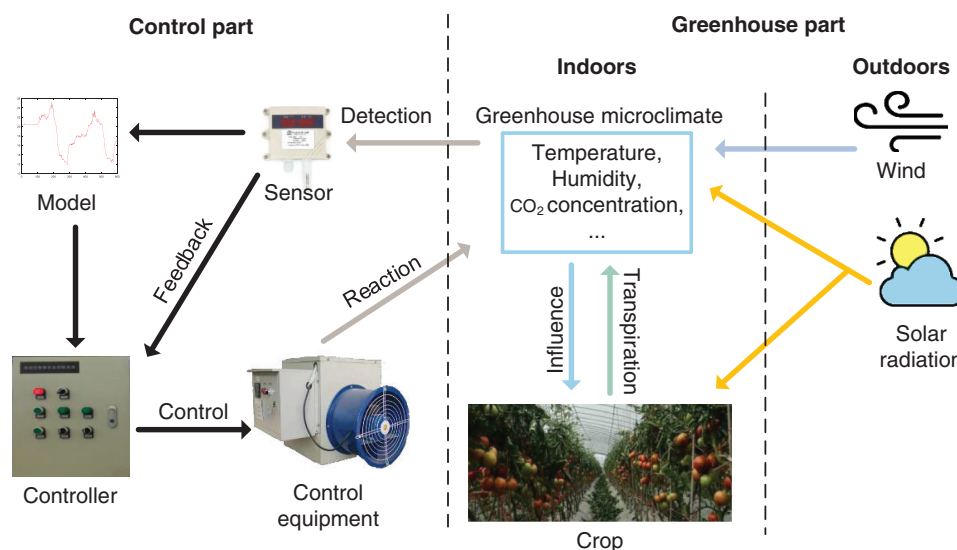 Control part
Greenhouse part
Indoors
Outdoors
Detection
Greenhouse microclimate
Temperature,
Humidity,
CO₂ concentration,
...
Wind
Sensor
Model
Feedback
Reaction
Influence
Transpiration
Solar
radiation
Control
Controller
Control
equipment
Crop